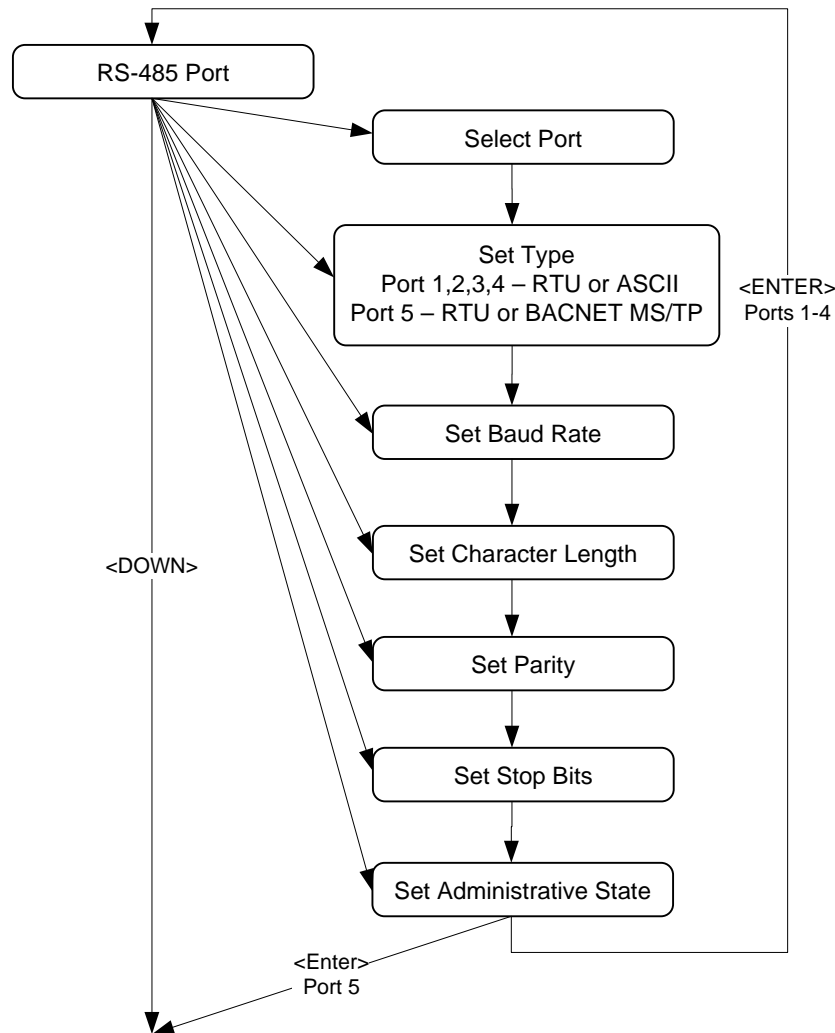 RS-485 Port
Select Port
Set Type
Port 1,2,3,4 – RTU or ASCII
Port 5 – RTU or BACNET MS/TP
<ENTER>
Ports 1-4
Set Baud Rate
Set Character Length
<DOWN>
Set Parity
Set Stop Bits
Set Administrative State
<Enter>
Port 5